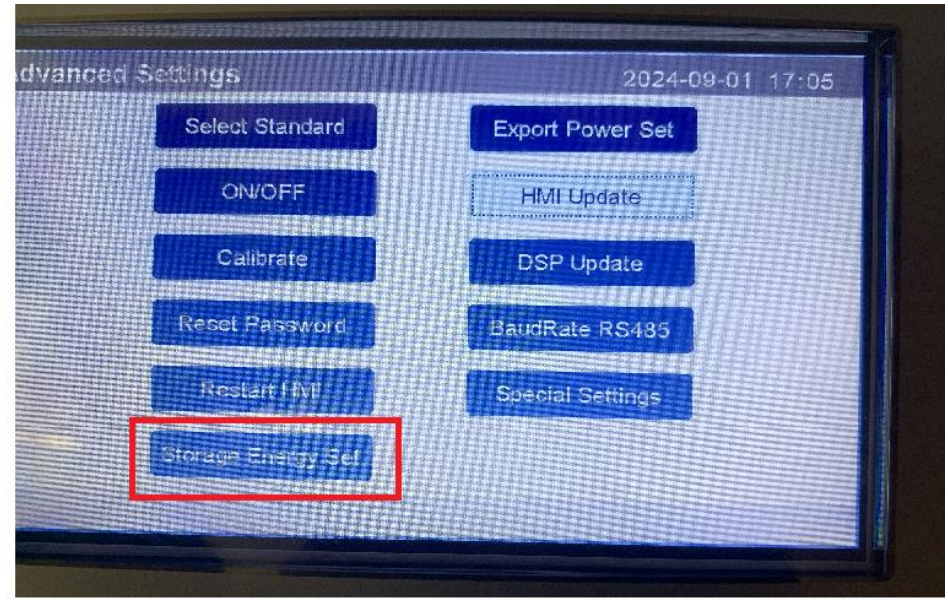 Advanced Settings 2024-09-01 17:05
Select Standard Export Power Set
ON/OFF HMI Update
Calibrate DSP Update
Reset Password BaudRate RS485
Restart HMI Special Settings
Storage Energy Set